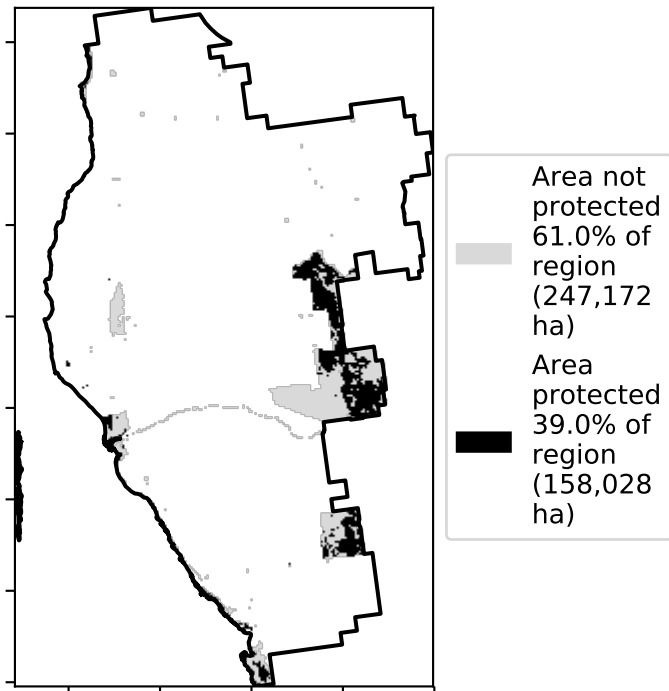 Area not
protected
61.0% of
region
(247,172
ha)
Area
protected
39.0% of
region
(158,028
ha)